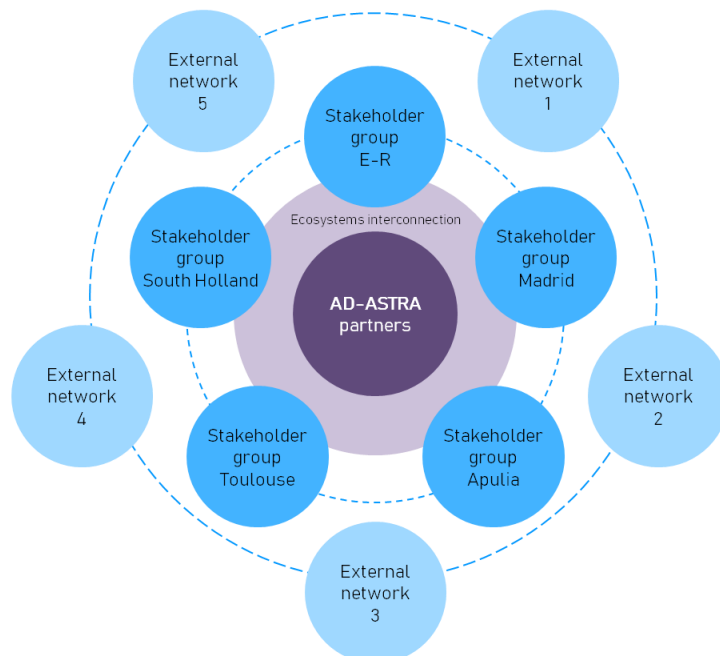 External
network
5
External
network
1
Stakeholder
group
E-R
Ecosystems interconnection
Stakeholder
group
South Holland
Stakeholder
group
Madrid
AD-ASTRA
partners
External
network
4
External
network
2
Stakeholder
group
Toulouse
Stakeholder
group
Apulia
External
network
3